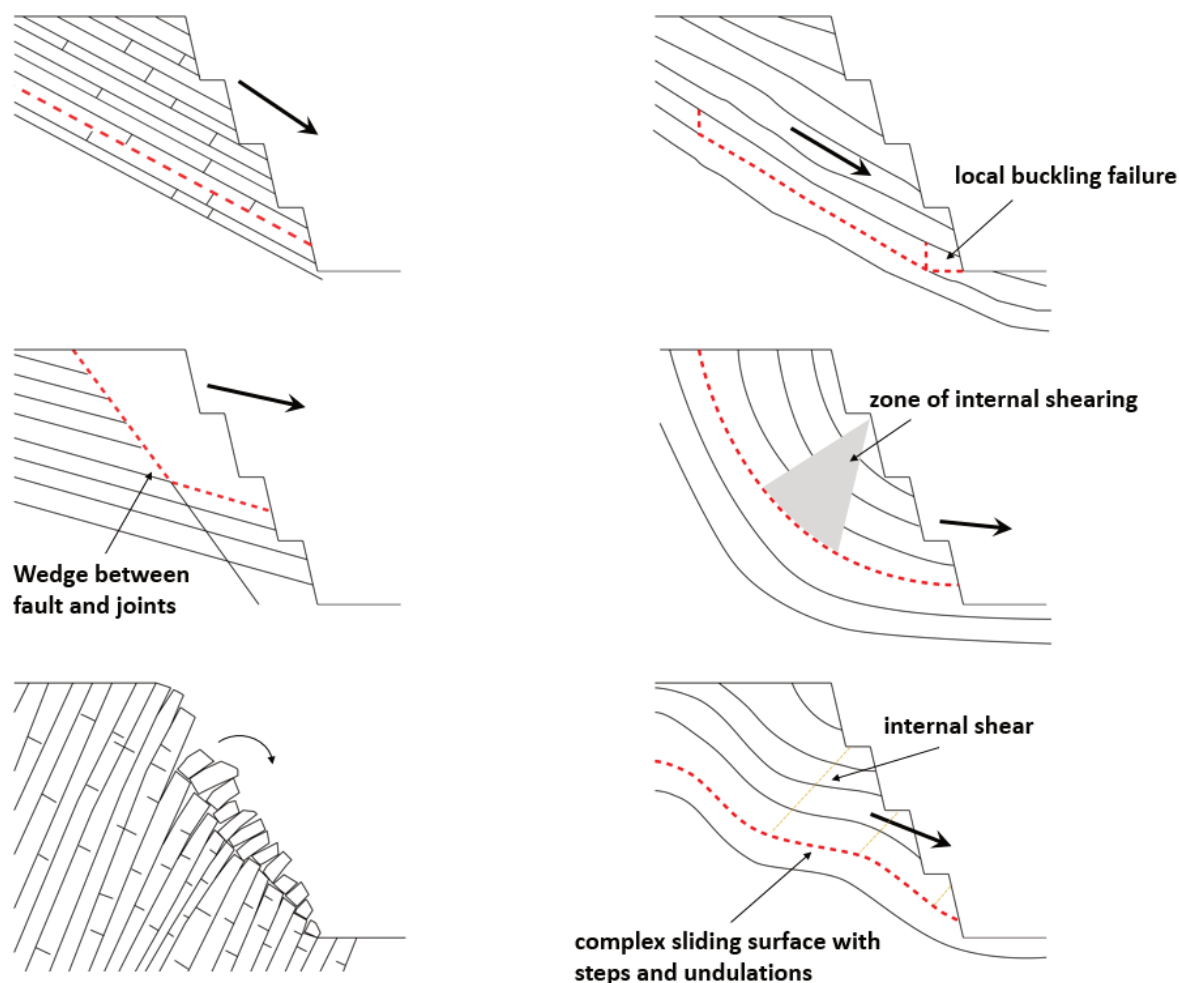 local buckling failure
zone of internal shearing
Wedge between
fault and joints
internal shear
complex sliding surface with
steps and undulations